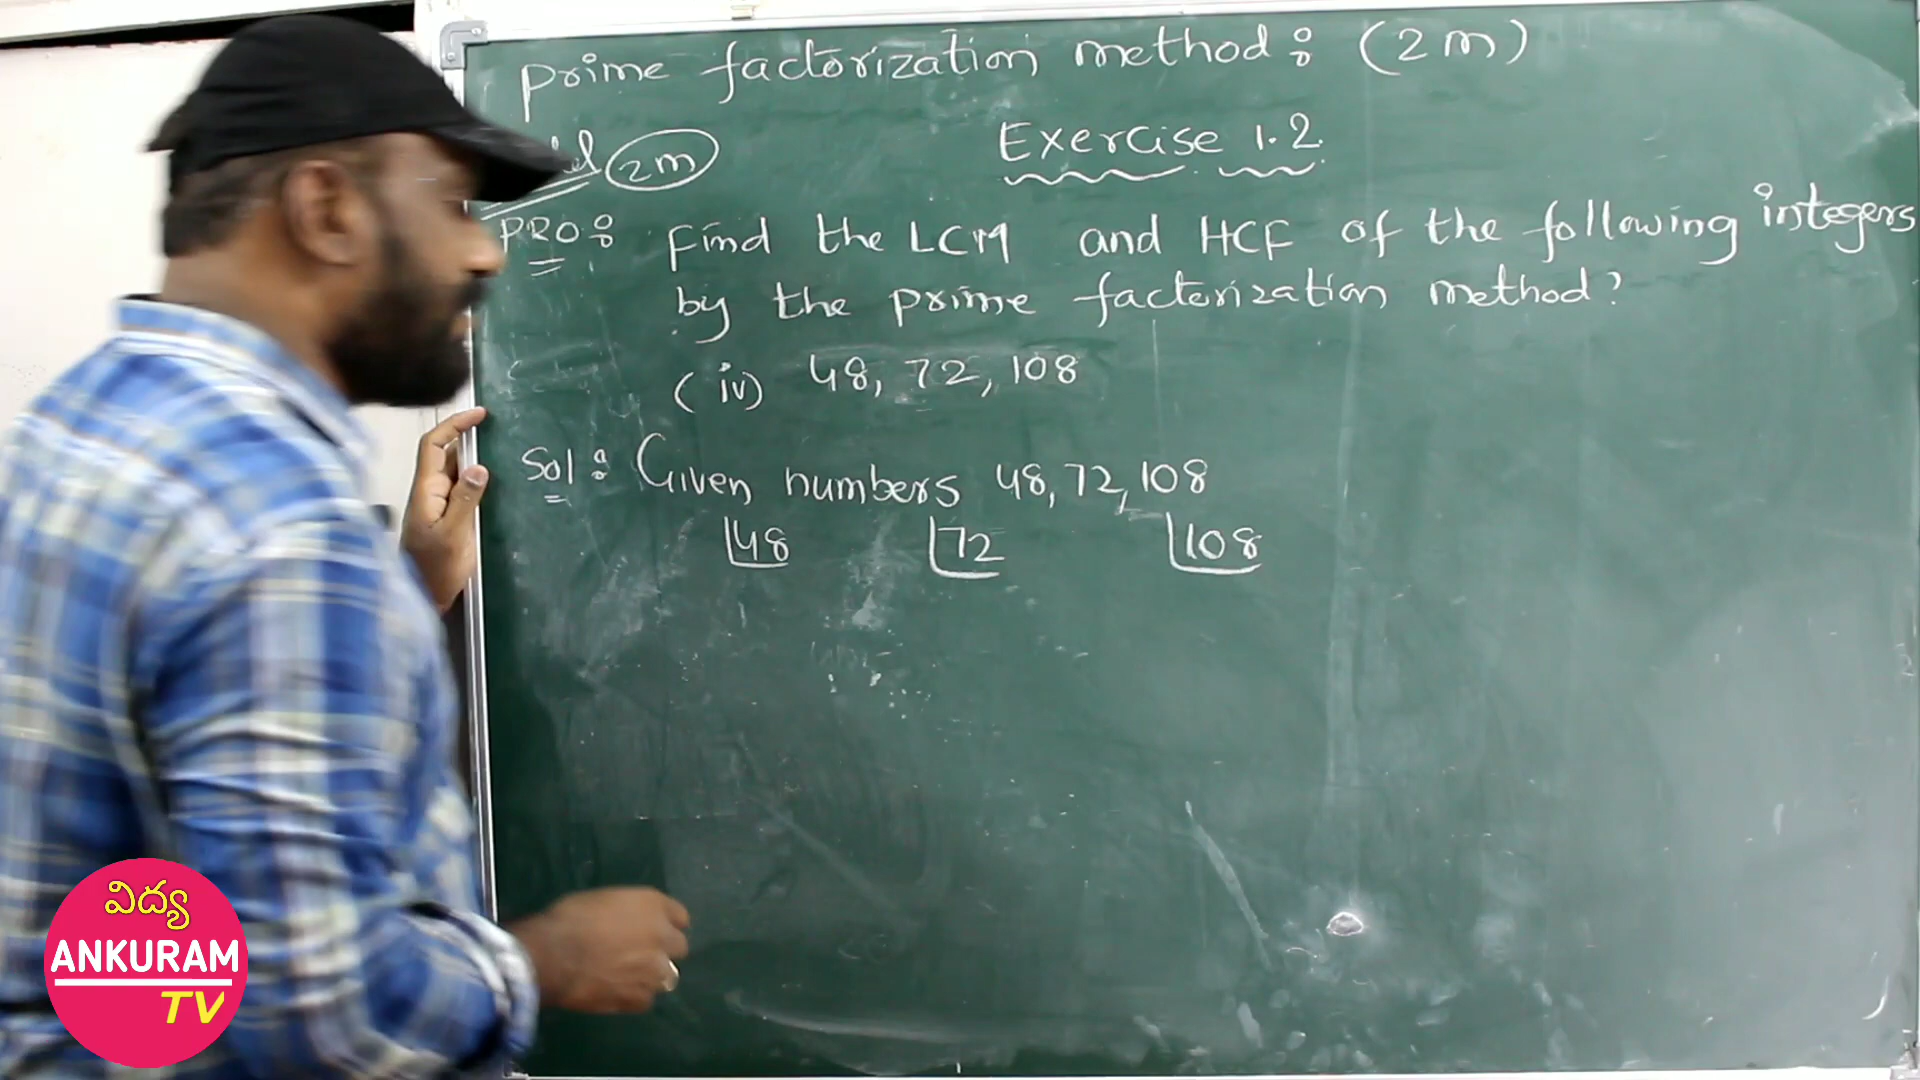 prime factorization method: (2m)
2m
Exercise 1.2.
PRO: Find the LCM and HCF of the following integers
by the prime factorization method?
(iv) 48, 72, 108
Sol: Given numbers 48, 72, 108
48 72 108
విద్య
ANKURAM
TV